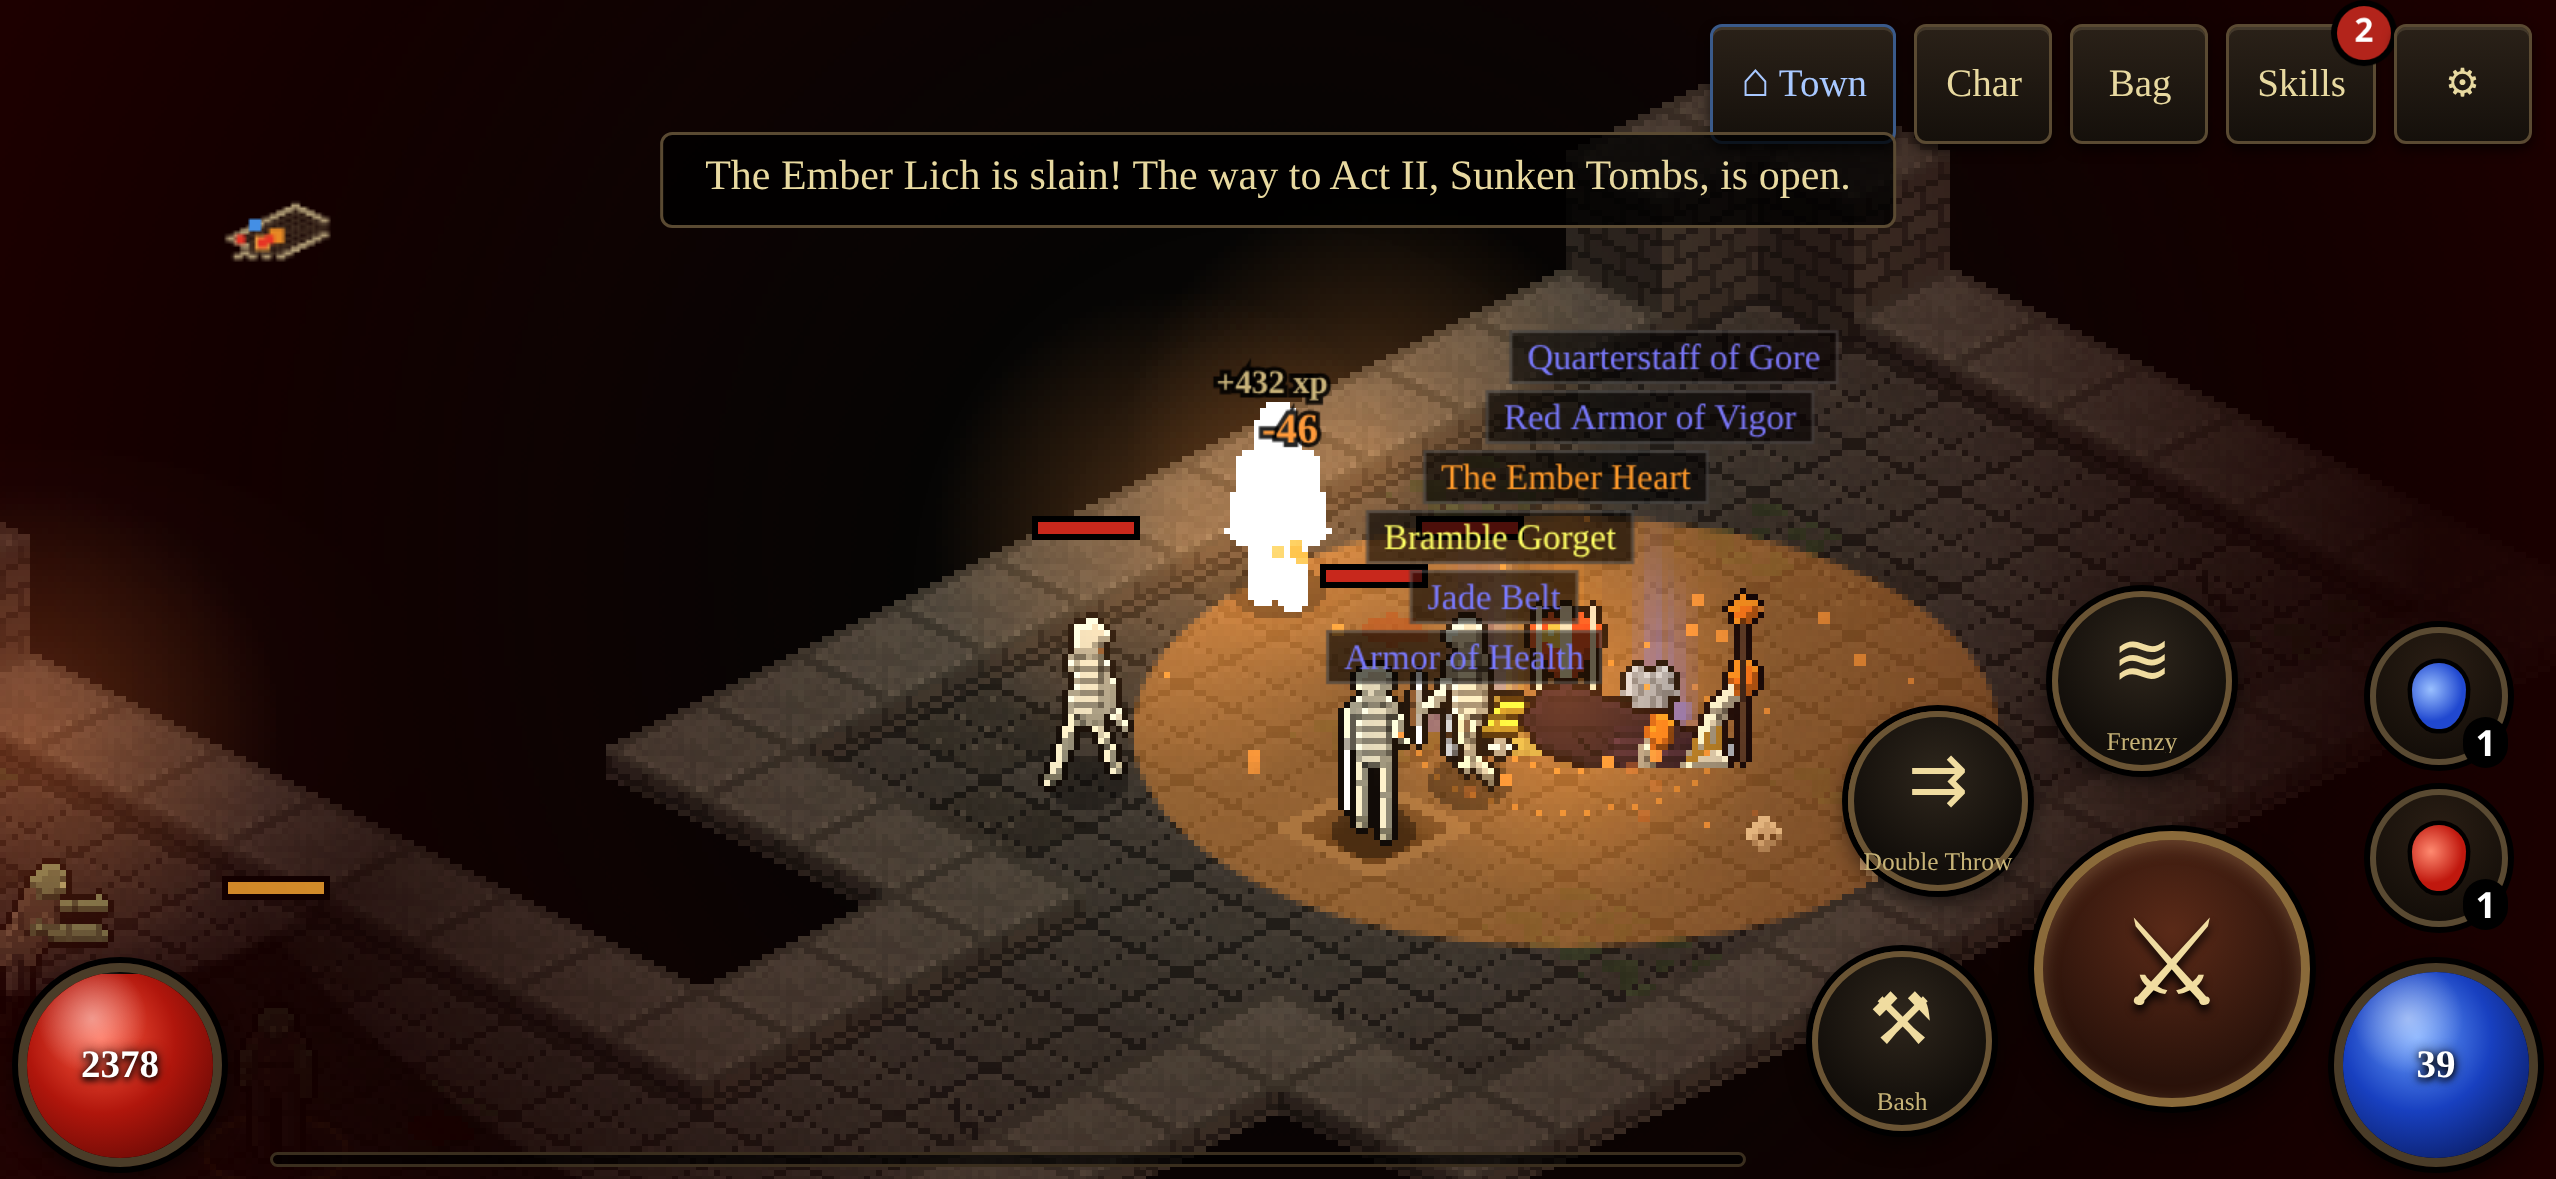 2
Town
Char
Bag
Skills
The Ember Lich is slain! The way to Act II, Sunken Tombs, is open.
Quarterstaff of Gore
+432 xp
Red Armor of Vigor
-46
The Ember Heart
Bramble Gorget
Jade Belt
Armor of Health
Frenzy
1
Double Throw
1
Bash
2378
39